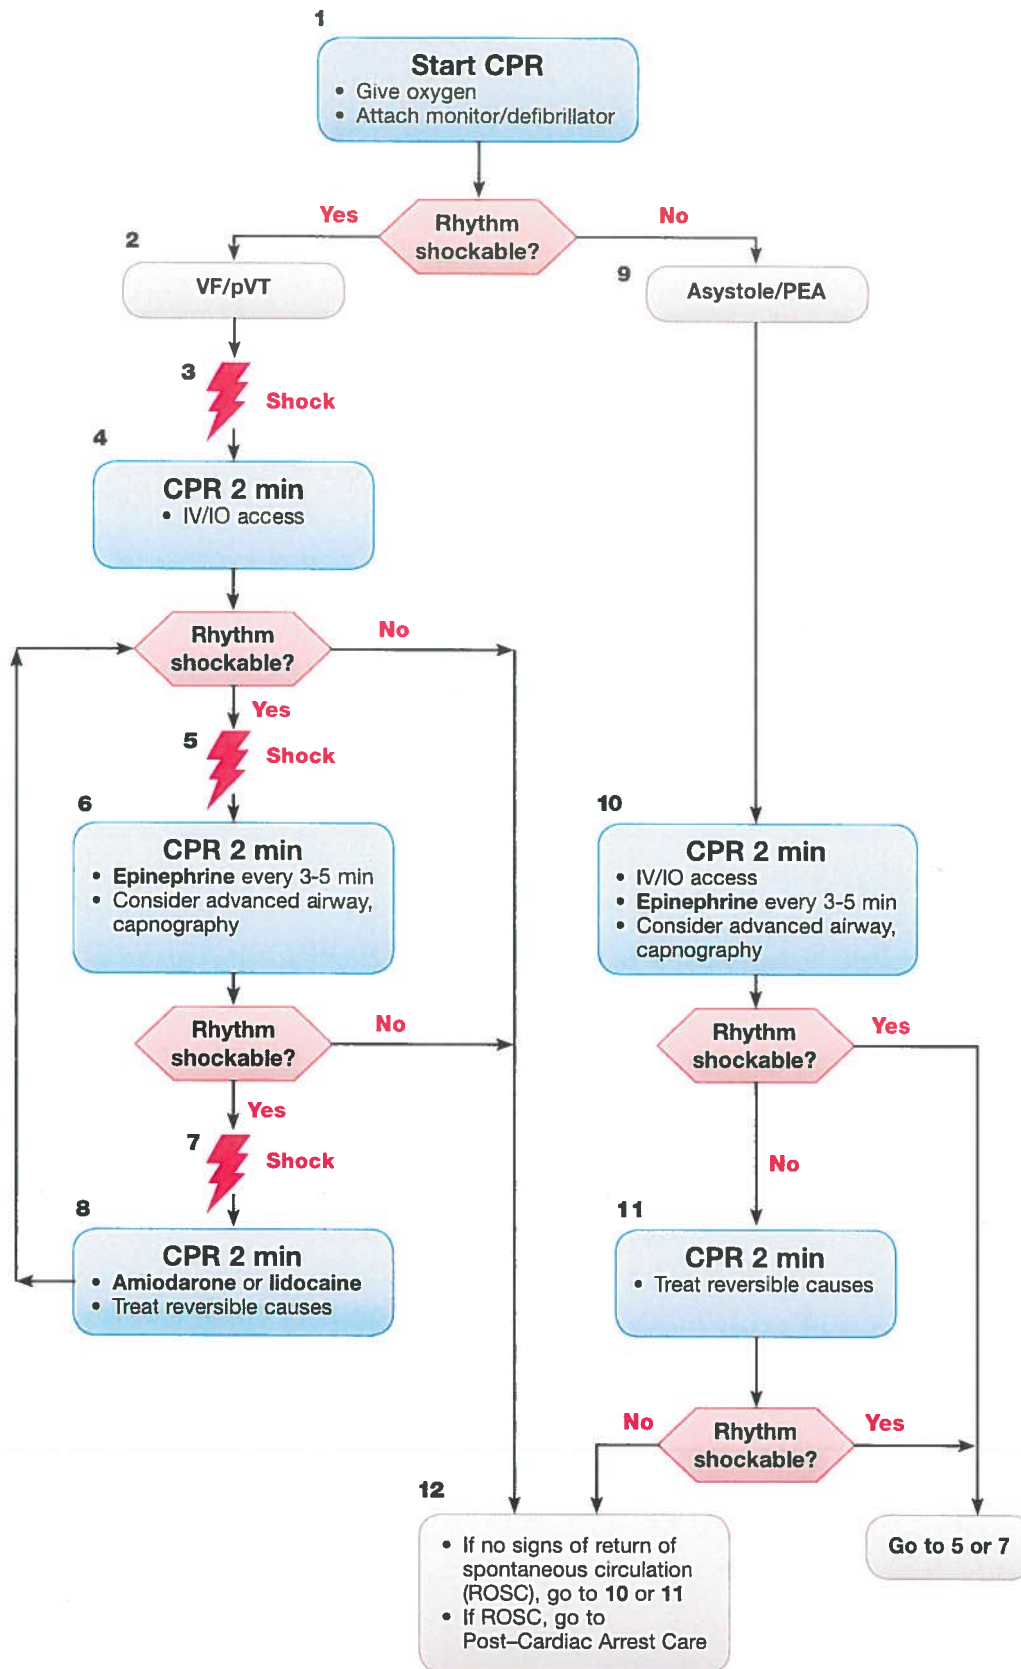 1
Start CPR
• Give oxygen
• Attach monitor/defibrillator
Rhythm
shockable?
Yes
No
2
VF/pVT
9
Asystole/PEA
3
Shock
4
CPR 2 min
• IV/IO access
Rhythm
shockable?
No
Yes
5
Shock
6
CPR 2 min
• Epinephrine every 3-5 min
• Consider advanced airway,
capnography
10
CPR 2 min
• IV/IO access
• Epinephrine every 3-5 min
• Consider advanced airway,
capnography
Rhythm
shockable?
No
Yes
Rhythm
shockable?
Yes
No
7
Shock
8
CPR 2 min
• Amiodarone or lidocaine
• Treat reversible causes
11
CPR 2 min
• Treat reversible causes
Rhythm
shockable?
No
Yes
12
• If no signs of return of
spontaneous circulation
(ROSC), go to 10 or 11
• If ROSC, go to
Post–Cardiac Arrest Care
Go to 5 or 7